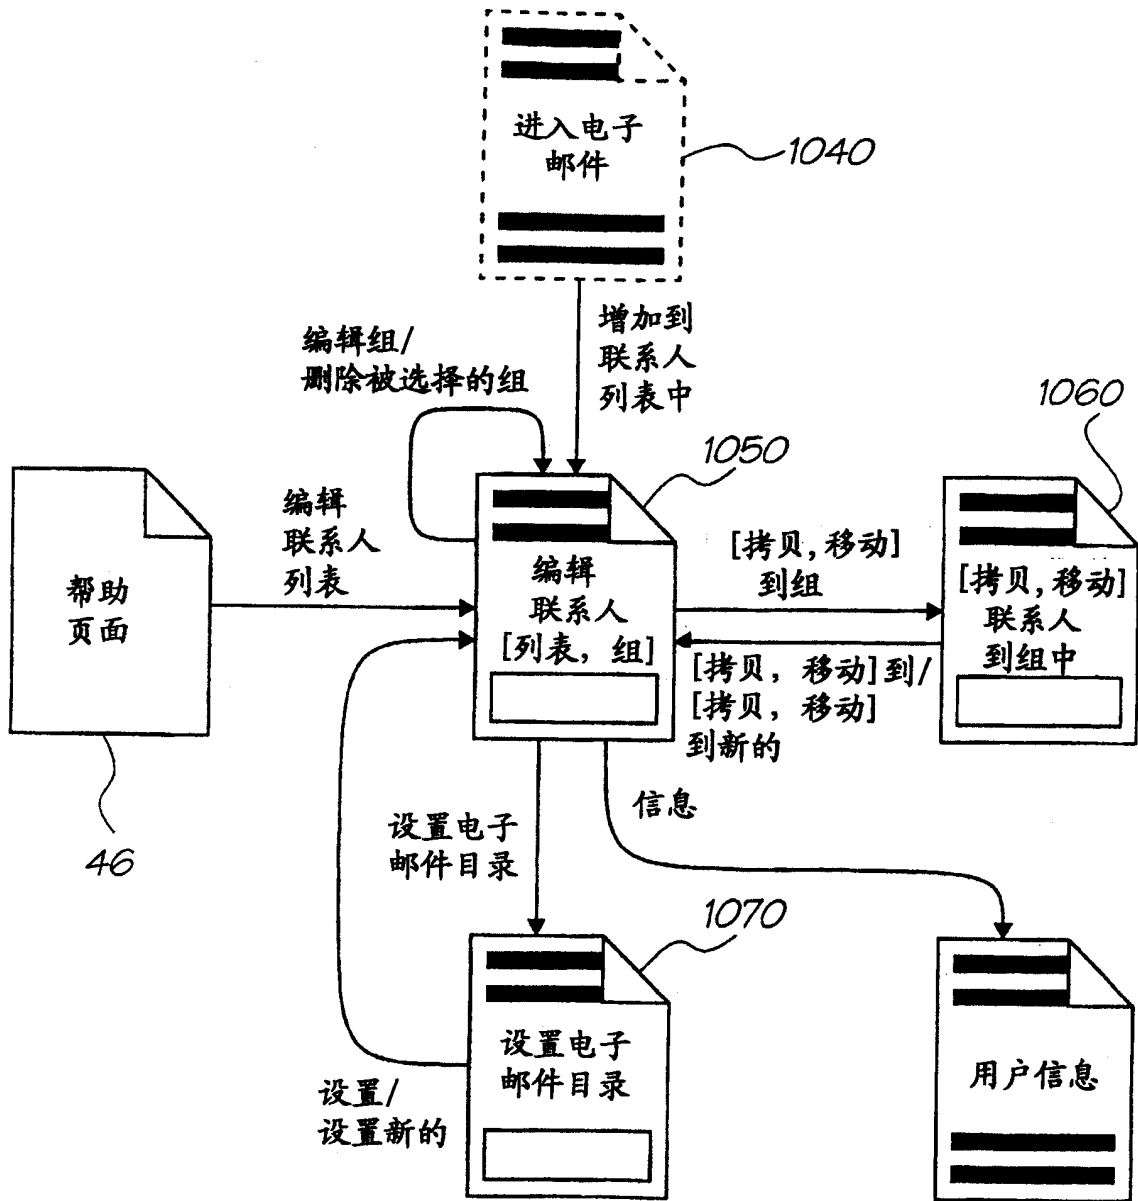 进入电子
邮件
1040
增加到
联系人
列表中
编辑组/
删除被选择的组
1050
1060
编辑
联系人
列表
帮助
页面
46
编辑
联系人
[列表，组]
[拷贝,移动]
到组
[拷贝,移动]
联系人
到组中
[拷贝，移动]到/
[拷贝，移动]
到新的
信息
设置电子
邮件目录
1070
设置电子
邮件目录
设置/
设置新的
用户信息